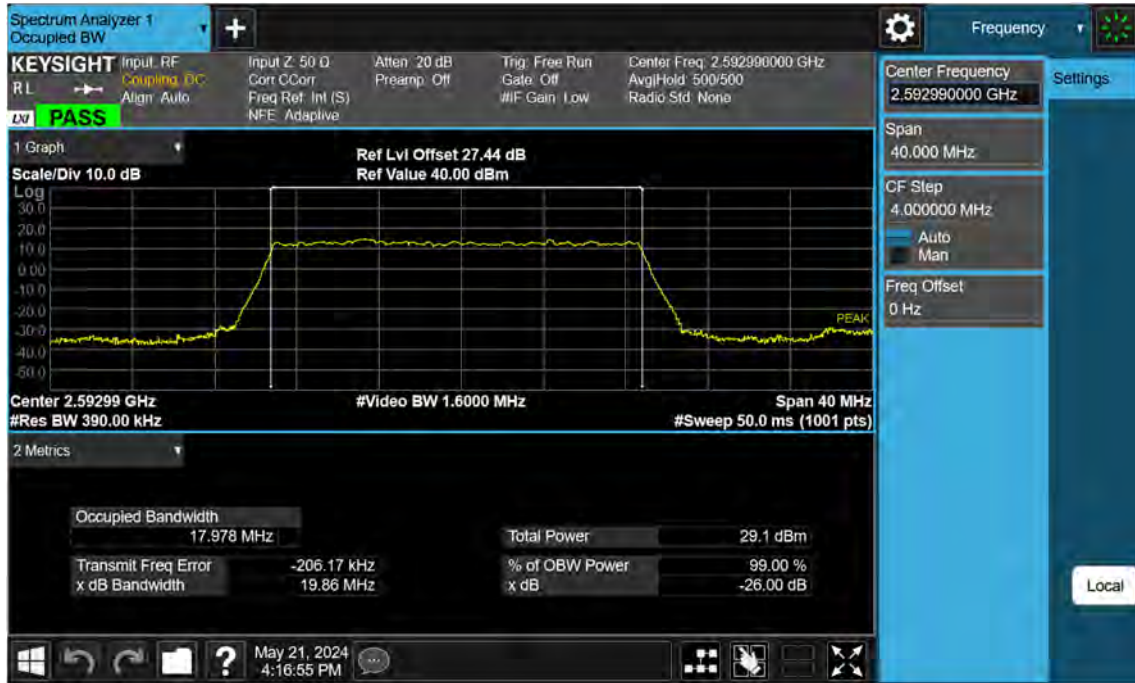 Spectrum Analyzer 1
Occupied BW
+
Frequency
KEYSIGHT
Input: RF
Coupling: DC
Align: Auto
RL
LXI
PASS
Input Z: 50 Ω
Corr CCorr
Freq Ref: Int (S)
NFE: Adaptive
Atten: 20 dB
Preamp: Off
Trig: Free Run
Gate: Off
#IF Gain: Low
Center Freq: 2.592990000 GHz
Avg|Hold: 500/500
Radio Std: None
1 Graph
Scale/Div 10.0 dB
Ref Lvl Offset 27.44 dB
Ref Value 40.00 dBm
Log
30.0
20.0
10.0
0.00
-10.0
-20.0
-30.0
-40.0
-50.0
PEAK
Center 2.59299 GHz
#Video BW 1.6000 MHz
Span 40 MHz
#Res BW 390.00 kHz
#Sweep 50.0 ms (1001 pts)
2 Metrics
Occupied Bandwidth
17.978 MHz
Total Power 29.1 dBm
Transmit Freq Error -206.17 kHz
% of OBW Power 99.00 %
x dB Bandwidth 19.86 MHz
x dB -26.00 dB
?
May 21, 2024
4:16:55 PM
Center Frequency
2.592990000 GHz
Settings
Span
40.000 MHz
CF Step
4.000000 MHz
Auto
Man
Freq Offset
0 Hz
Local